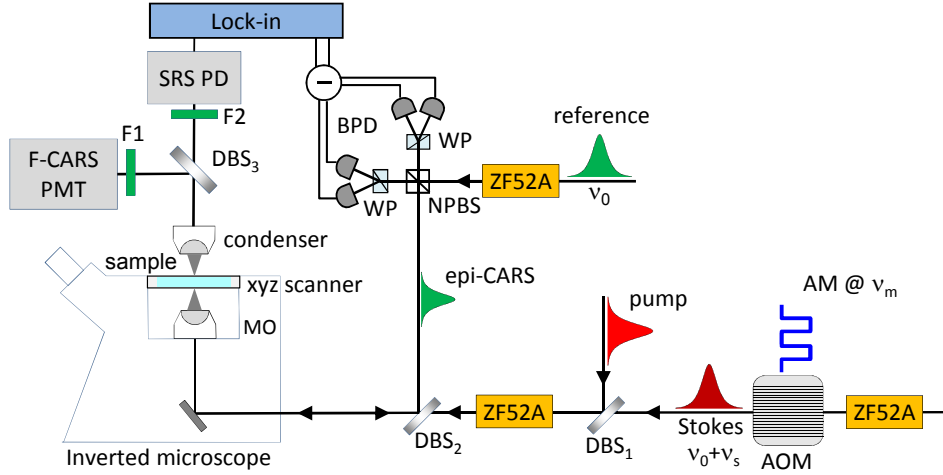 Lock-in
SRS PD
F2
F1
F-CARS
PMT
DBS₃
BPD
WP
WP
NPBS
ZF52A
reference
ν₀
condenser
sample
xyz scanner
MO
epi-CARS
pump
AM @ νₘ
ZF52A
DBS₂
DBS₁
Stokes
ν₀+νₛ
AOM
ZF52A
Inverted microscope